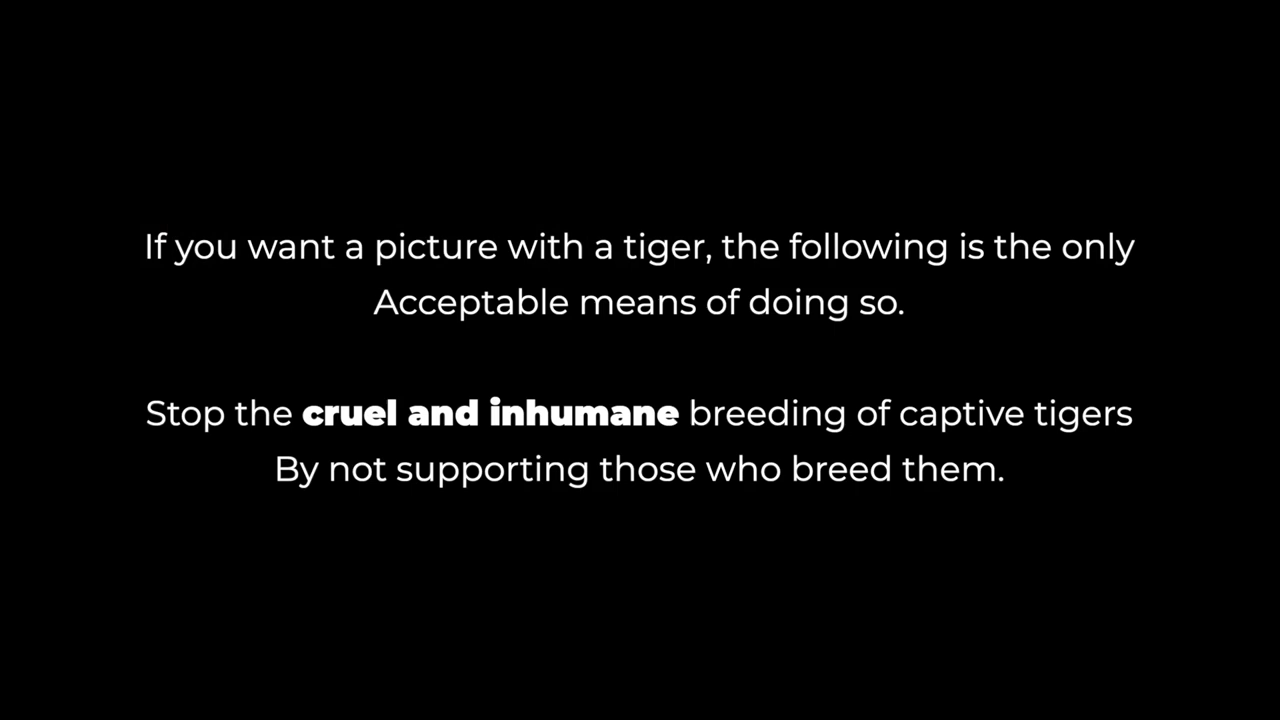 If you want a picture with a tiger, the following is the only
Acceptable means of doing so.
Stop the cruel and inhumane breeding of captive tigers
By not supporting those who breed them.